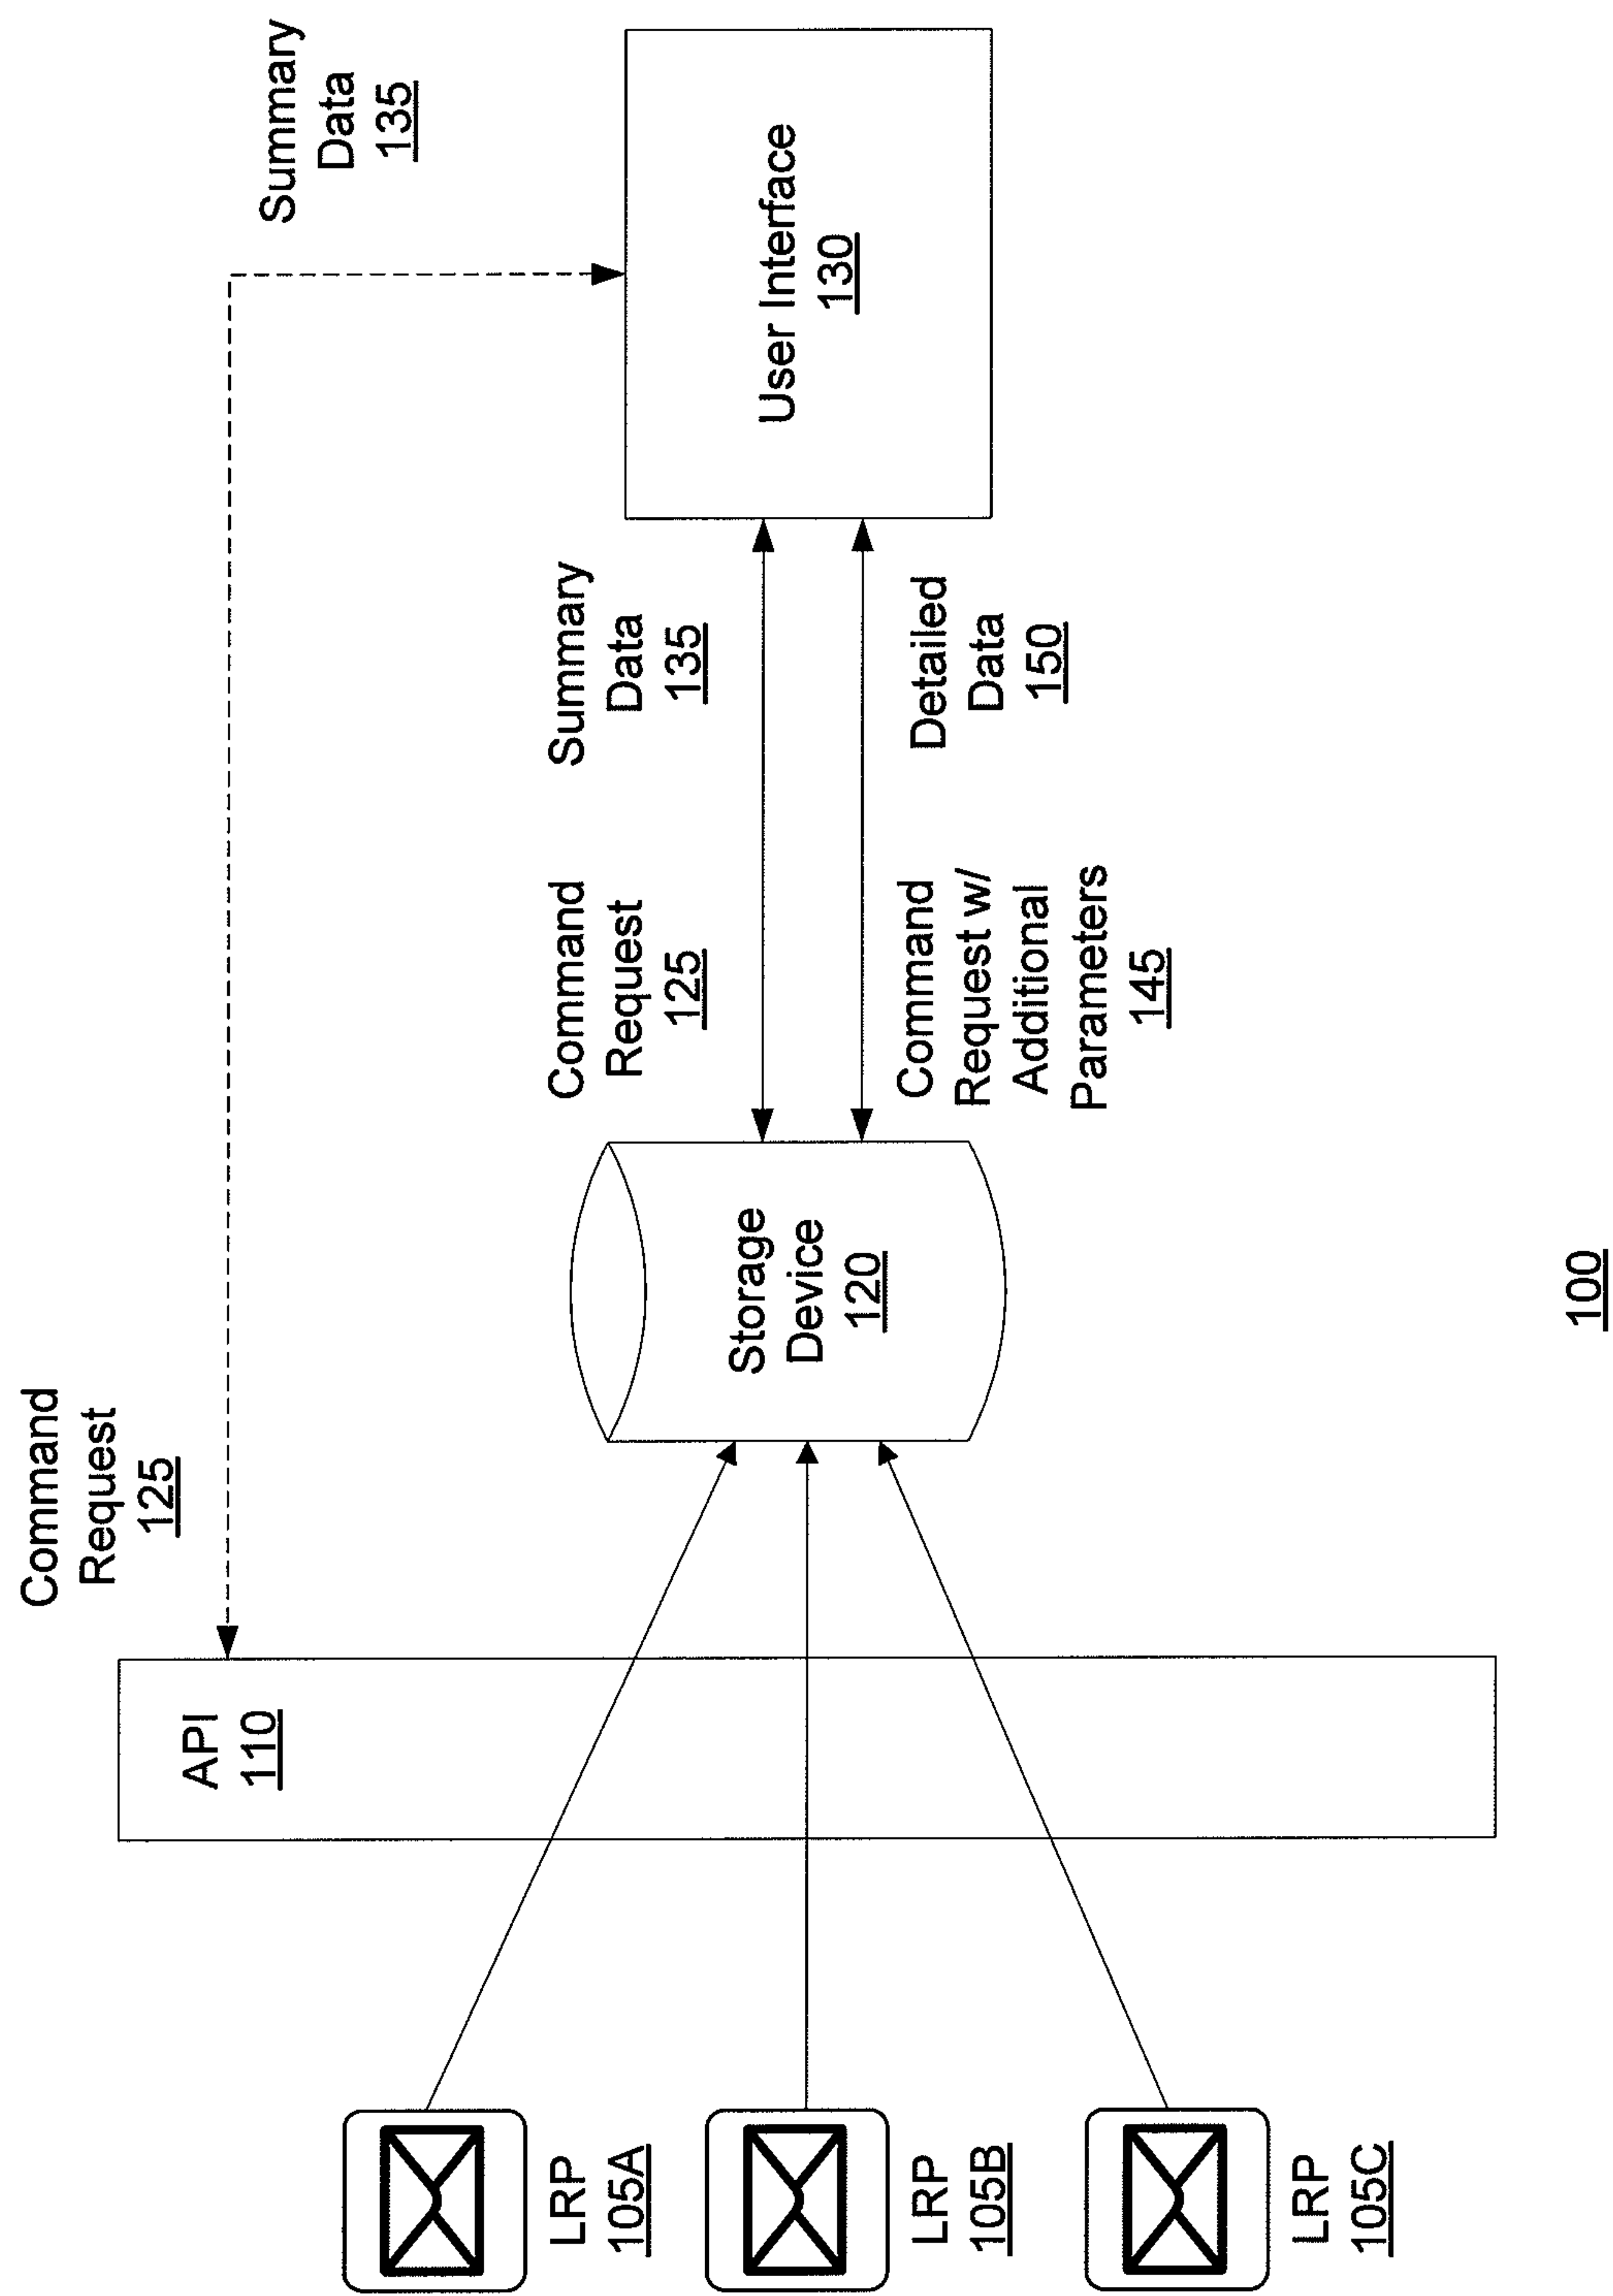 Command
Request
125
Summary
Data
135
API
110
LRP
105A
LRP
105B
LRP
105C
Storage
Device
120
Command
Request
125
Summary
Data
135
Command
Request w/
Additional
Parameters
145
Detailed
Data
150
User Interface
130
100